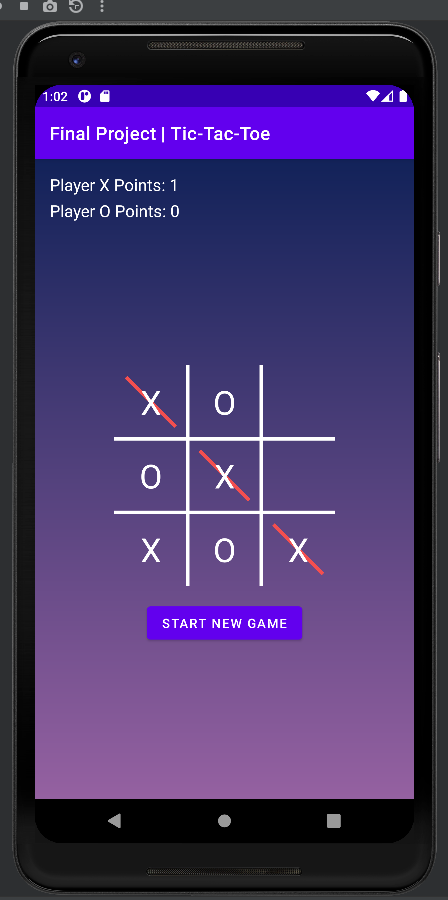 1:02
Final Project | Tic-Tac-Toe
Player X Points: 1
Player O Points: 0
X O
O X
X O X
START NEW GAME